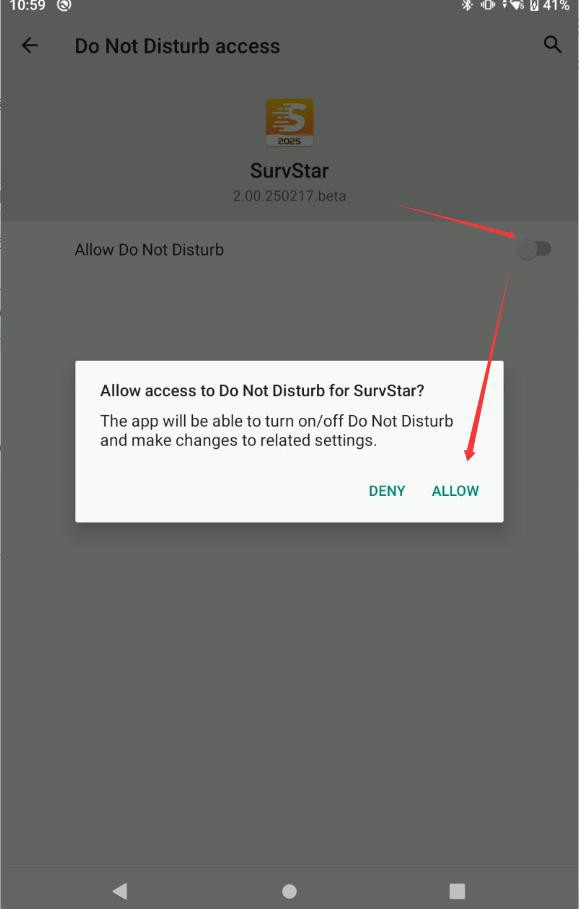 10:59
41%
Do Not Disturb access
S
2025
SurvStar
2.00.250217.beta
Allow Do Not Disturb
Allow access to Do Not Disturb for SurvStar?
The app will be able to turn on/off Do Not Disturb
and make changes to related settings.
DENY
ALLOW